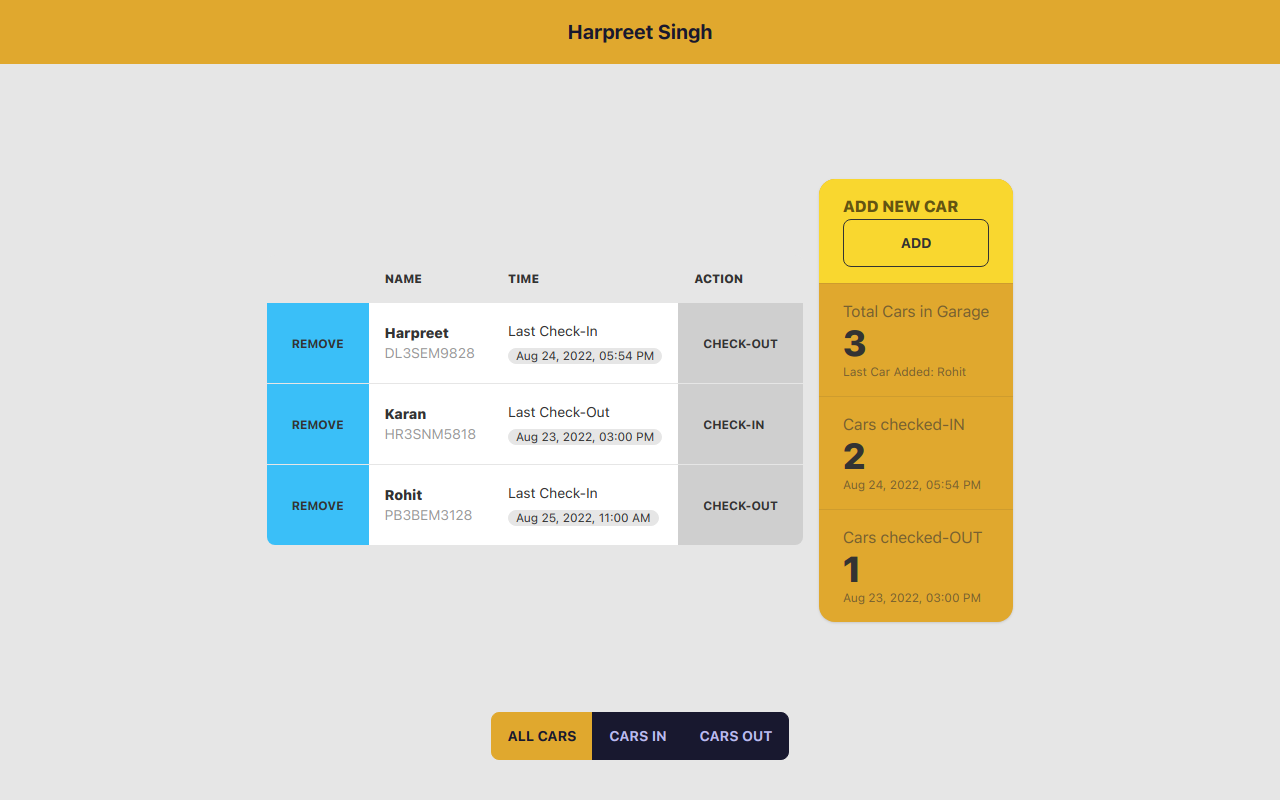 Harpreet Singh
NAME TIME ACTION
REMOVE Harpreet DL3SEM9828 Last Check-In Aug 24, 2022, 05:54 PM CHECK-OUT
REMOVE Karan HR3SNM5818 Last Check-Out Aug 23, 2022, 03:00 PM CHECK-IN
REMOVE Rohit PB3BEM3128 Last Check-In Aug 25, 2022, 11:00 AM CHECK-OUT
ADD NEW CAR
ADD
Total Cars in Garage
3
Last Car Added: Rohit
Cars checked-IN
2
Aug 24, 2022, 05:54 PM
Cars checked-OUT
1
Aug 23, 2022, 03:00 PM
ALL CARS CARS IN CARS OUT